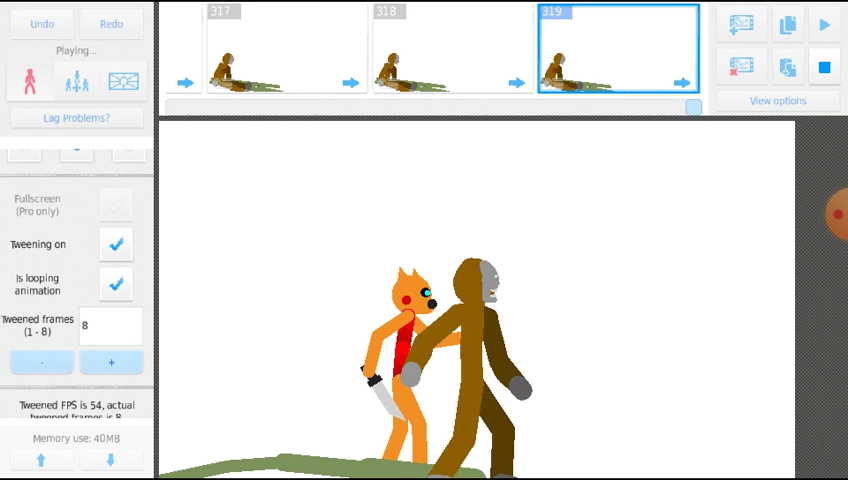 Undo
Redo
Playing...
Lag Problems?
Fullscreen
(Pro only)
Tweening on
Is looping
animation
Tweened frames
(1 - 8)
8
-
+
Tweened FPS is 54, actual
tweened frames is 8
Memory use: 40MB
317
318
319
View options